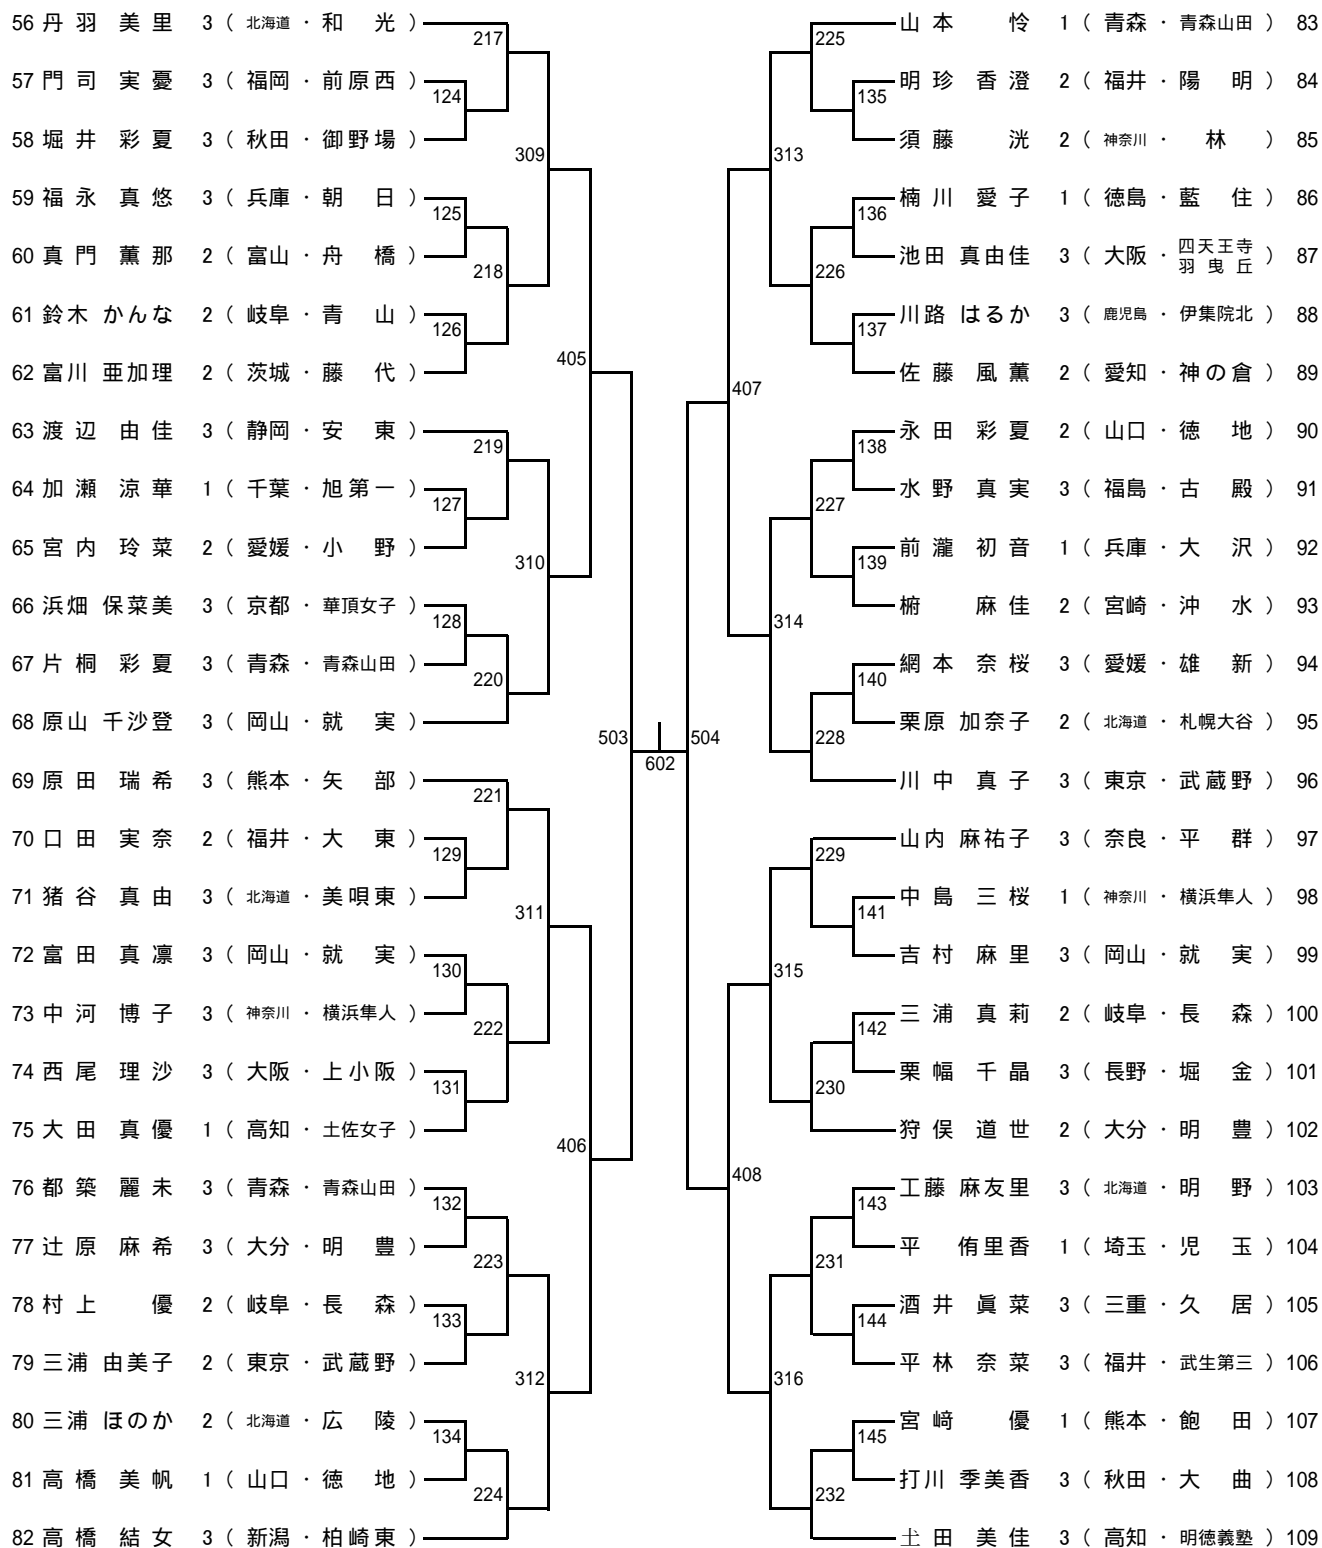 56 丹羽 美里 3（北海道・和光）
57 門司 実憂 3（福岡・前原西）
58 堀井 彩夏 3（秋田・御野場）
59 福永 真悠 3（兵庫・朝日）
60 真門 薫那 2（富山・舟橋）
61 鈴木 かんな 2（岐阜・青山）
62 富川 亜加理 2（茨城・藤代）
63 渡辺 由佳 3（静岡・安東）
64 加瀬 涼華 1（千葉・旭第一）
65 宮内 玲菜 2（愛媛・小野）
66 浜畑 保菜美 3（京都・華頂女子）
67 片桐 彩夏 3（青森・青森山田）
68 原山 千沙登 3（岡山・就実）
69 原田 瑞希 3（熊本・矢部）
70 口田 実奈 2（福井・大東）
71 猪谷 真由 3（北海道・美唄東）
72 富田 真凛 3（岡山・就実）
73 中河 博子 3（神奈川・横浜隼人）
74 西尾 理沙 3（大阪・上小阪）
75 大田 真優 1（高知・土佐女子）
76 都築 麗未 3（青森・青森山田）
77 辻原 麻希 3（大分・明豊）
78 村上 優 2（岐阜・長森）
79 三浦 由美子 2（東京・武蔵野）
80 三浦 ほのか 2（北海道・広陵）
81 高橋 美帆 1（山口・徳地）
82 高橋 結女 3（新潟・柏崎東）
217
124
309
125
218
126
405
219
127
310
128
220
503
221
129
311
130
222
131
406
132
223
133
312
134
224
602
504
225
135
313
136
226
137
407
138
227
139
314
140
228
229
141
315
142
230
408
143
231
144
316
145
232
山本 怜 1（青森・青森山田）83
明珍 香澄 2（福井・陽明）84
須藤 洸 2（神奈川・林）85
楠川 愛子 1（徳島・藍住）86
池田 真由佳 3（大阪・四天王寺羽曳丘）87
川路 はるか 3（鹿児島・伊集院北）88
佐藤 風薫 2（愛知・神の倉）89
永田 彩夏 2（山口・徳地）90
水野 真実 3（福島・古殿）91
前瀧 初音 1（兵庫・大沢）92
椨 麻佳 2（宮崎・沖水）93
網本 奈桜 3（愛媛・雄新）94
栗原 加奈子 2（北海道・札幌大谷）95
川中 真子 3（東京・武蔵野）96
山内 麻祐子 3（奈良・平群）97
中島 三桜 1（神奈川・横浜隼人）98
吉村 麻里 3（岡山・就実）99
三浦 真莉 2（岐阜・長森）100
栗幅 千晶 3（長野・堀金）101
狩俣 道世 2（大分・明豊）102
工藤 麻友里 3（北海道・明野）103
平 侑里香 1（埼玉・児玉）104
酒井 眞菜 3（三重・久居）105
平林 奈菜 3（福井・武生第三）106
宮﨑 優 1（熊本・飽田）107
打川 季美香 3（秋田・大曲）108
土田 美佳 3（高知・明徳義塾）109